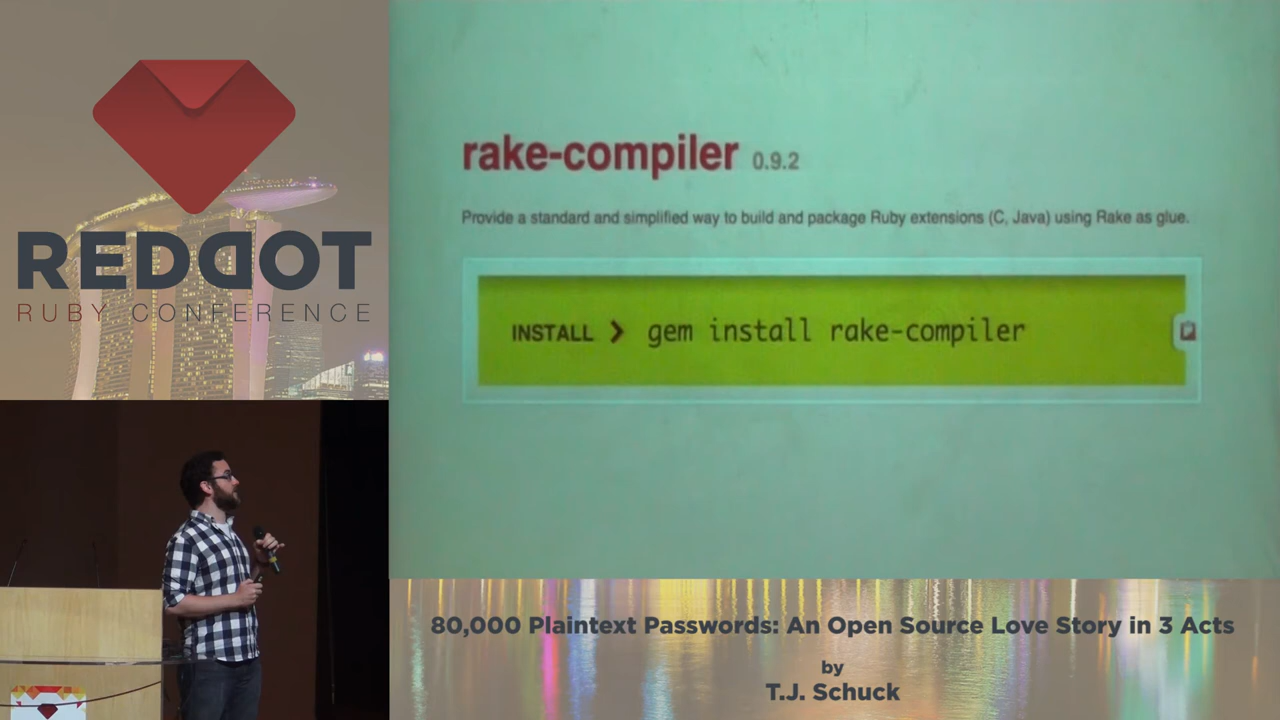 REDDOT
RUBY CONFERENCE
rake-compiler 0.9.2
Provide a standard and simplified way to build and package Ruby extensions (C, Java) using Rake as glue.
INSTALL > gem install rake-compiler
80,000 Plaintext Passwords: An Open Source Love Story in 3 Acts
by
T.J. Schuck